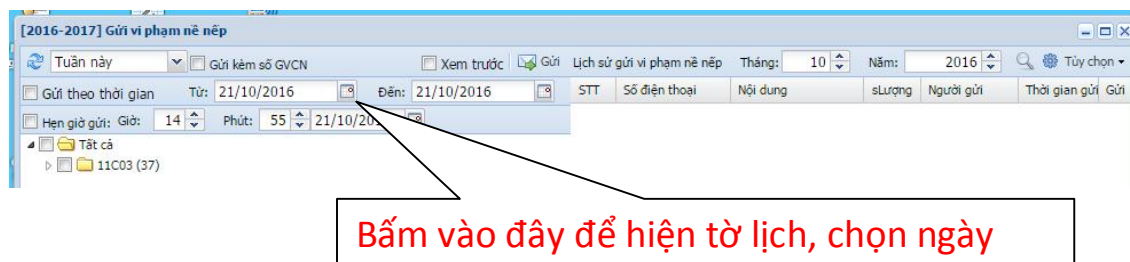 [2016-2017] Gửi vi phạm nề nếp
Tuần này Gửi kèm số GVCN Xem trước Gửi Lịch sử gửi vi phạm nề nếp Tháng: 10 Năm: 2016 Tùy chọn
Gửi theo thời gian Từ: 21/10/2016 Đến: 21/10/2016 STT Số điện thoại Nội dung sLượng Người gửi Thời gian gửi Gửi
Hẹn giờ gửi: Giờ: 14 Phút: 55
Tất cả
11C03 (37)
Bấm vào đây để hiện tờ lịch, chọn ngày